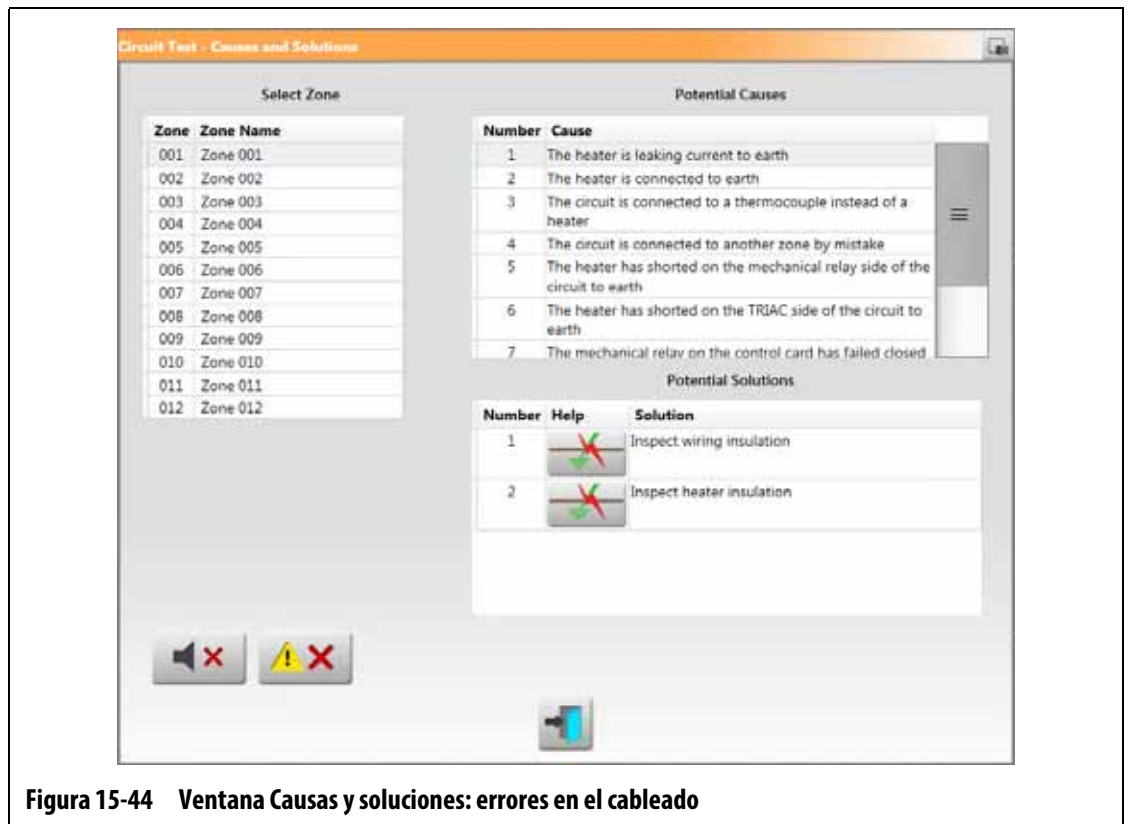 Circuit Test - Causes and Solutions
Select Zone
Zone Zone Name
001 Zone 001
002 Zone 002
003 Zone 003
004 Zone 004
005 Zone 005
006 Zone 006
007 Zone 007
008 Zone 008
009 Zone 009
010 Zone 010
011 Zone 011
012 Zone 012
Potential Causes
Number Cause
1 The heater is leaking current to earth
2 The heater is connected to earth
3 The circuit is connected to a thermocouple instead of a
heater
4 The circuit is connected to another zone by mistake
5 The heater has shorted on the mechanical relay side of the
circuit to earth
6 The heater has shorted on the TRIAC side of the circuit to
earth
7 The mechanical relay on the control card has failed closed
Potential Solutions
Number Help Solution
1 Inspect wiring insulation
2 Inspect heater insulation
Figura 15-44 Ventana Causas y soluciones: errores en el cableado